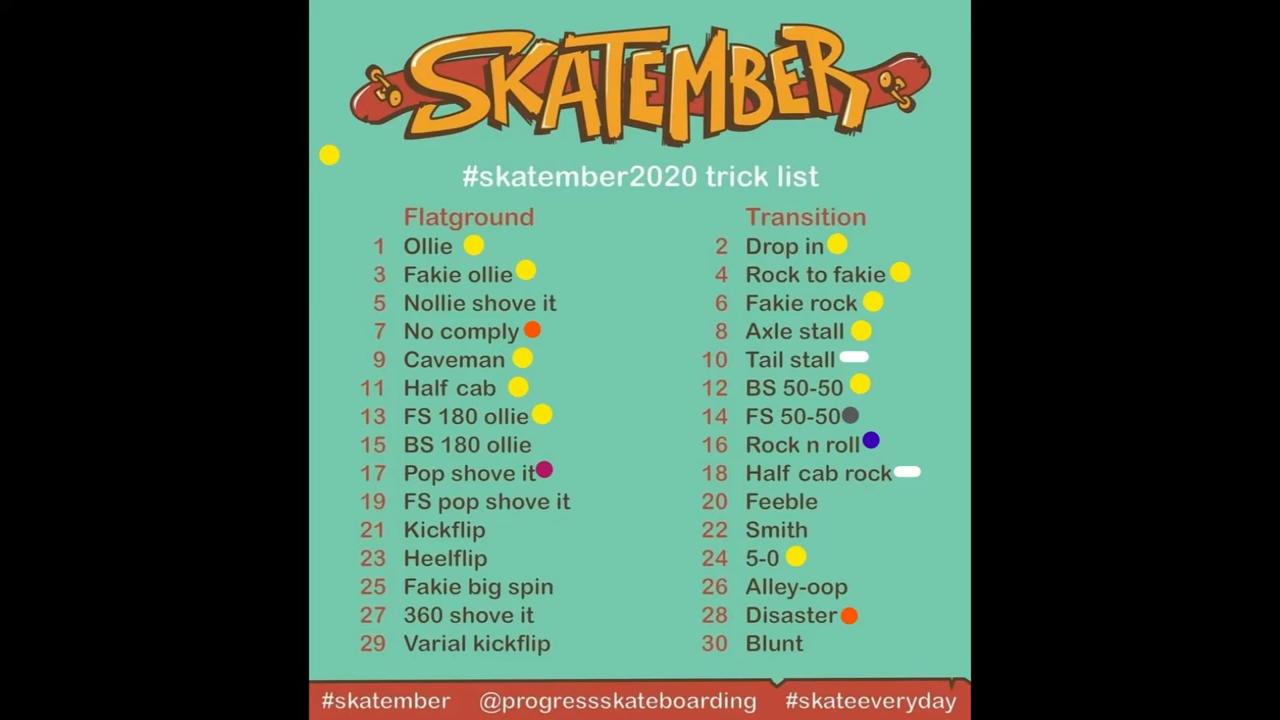 SKATEMBER
#skatember2020 trick list
Flatground
1 Ollie
3 Fakie ollie
5 Nollie shove it
7 No comply
9 Caveman
11 Half cab
13 FS 180 ollie
15 BS 180 ollie
17 Pop shove it
19 FS pop shove it
21 Kickflip
23 Heelflip
25 Fakie big spin
27 360 shove it
29 Varial kickflip
Transition
2 Drop in
4 Rock to fakie
6 Fakie rock
8 Axle stall
10 Tail stall
12 BS 50-50
14 FS 50-50
16 Rock n roll
18 Half cab rock
20 Feeble
22 Smith
24 5-0
26 Alley-oop
28 Disaster
30 Blunt
#skatember @progressskateboarding #skateeveryday